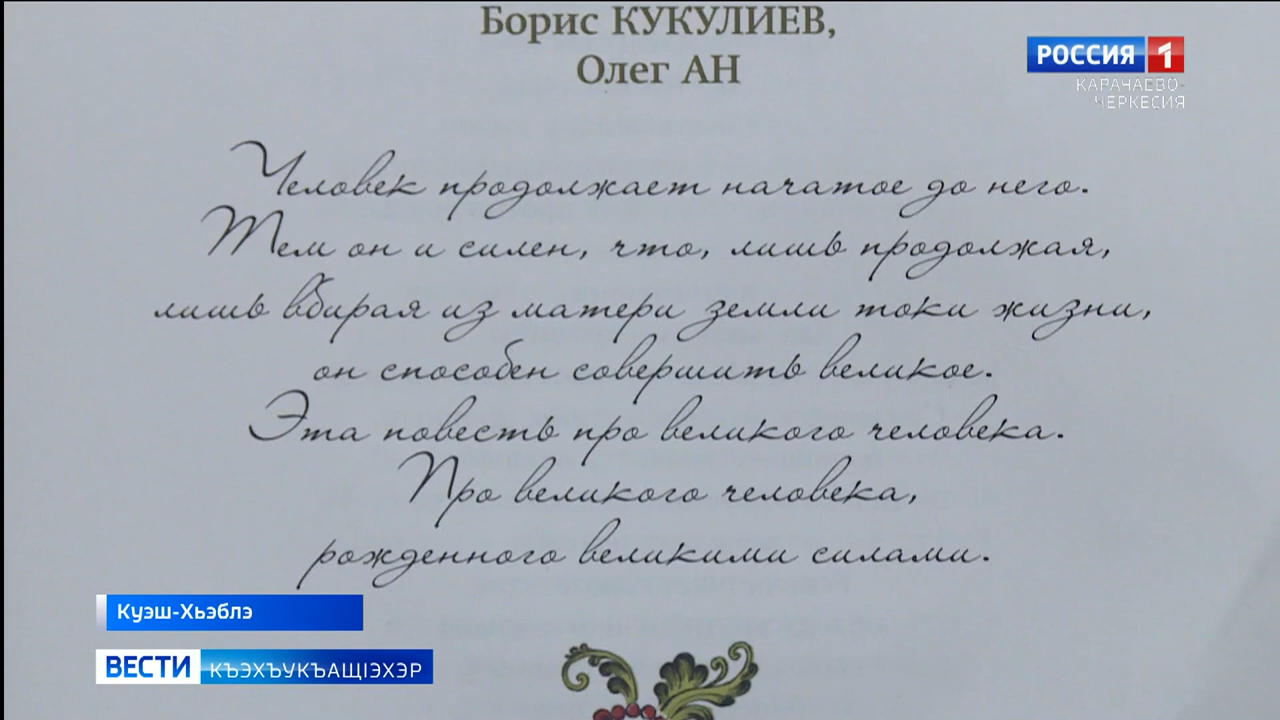 Борис КУКУЛИЕВ,
Олег АН
РОССИЯ 1
КАРАЧАЕВО-
ЧЕРКЕСИЯ
Человек продолжает начатое до него.
Тем он и силен, что, лишь продолжая,
лишь вбирая из матери земли токи жизни,
он способен совершить великое.
Эта повесть про великого человека.
Про великого человека,
рожденного великими силами.
Куэш-Хьэблэ
ВЕСТИ КЪЭХЪУКЪАЩІЭХЭР